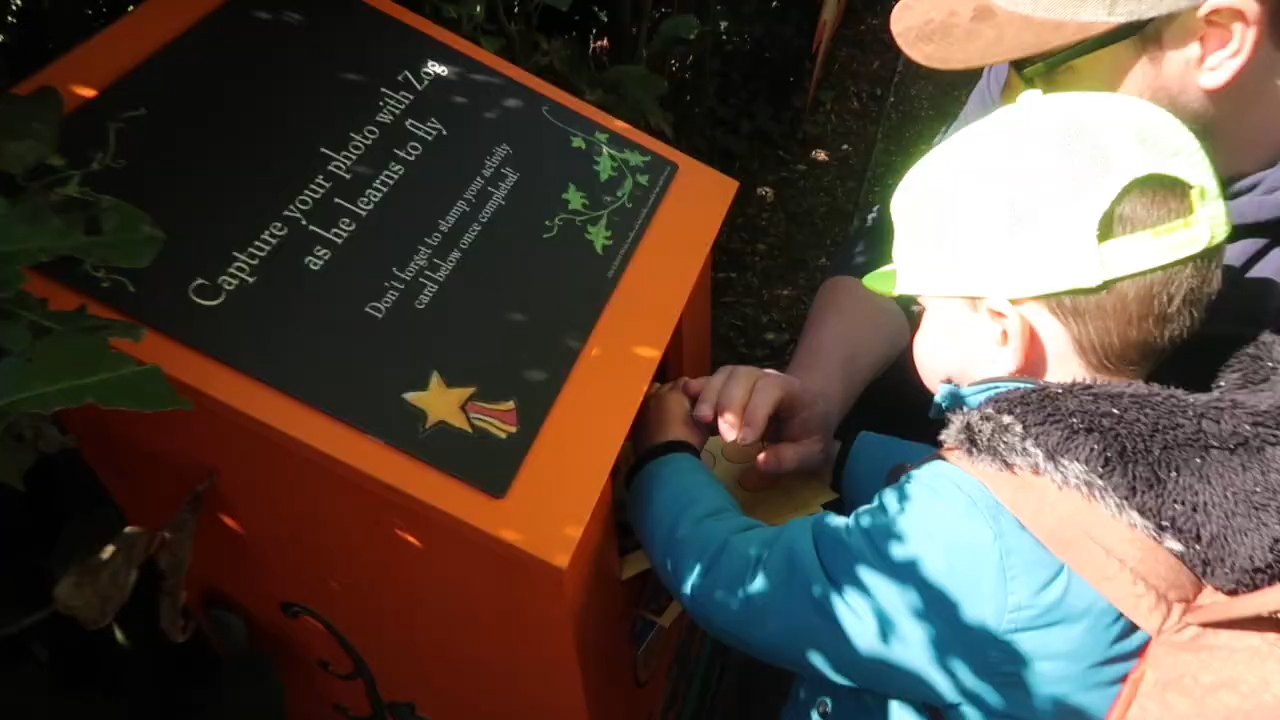 Capture your photo with Zog
as he learns to fly
Don't forget to stamp your activity
card below once completed!